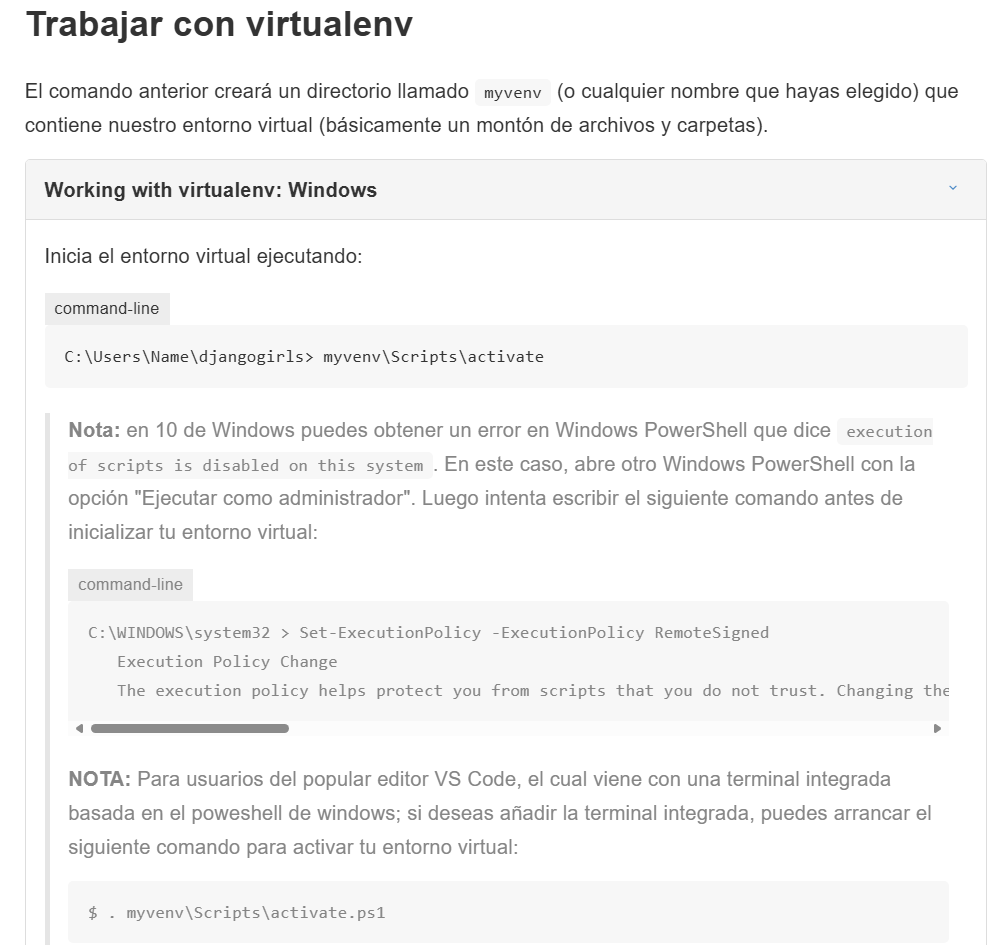 Trabajar con virtualenv
El comando anterior creará un directorio llamado myvenv (o cualquier nombre que hayas elegido) que
contiene nuestro entorno virtual (básicamente un montón de archivos y carpetas).
Working with virtualenv: Windows
Inicia el entorno virtual ejecutando:
command-line
C:\Users\Name\djangogirls> myvenv\Scripts\activate
Nota: en 10 de Windows puedes obtener un error en Windows PowerShell que dice execution
of scripts is disabled on this system . En este caso, abre otro Windows PowerShell con la
opción "Ejecutar como administrador". Luego intenta escribir el siguiente comando antes de
inicializar tu entorno virtual:
command-line
C:\WINDOWS\system32 > Set-ExecutionPolicy -ExecutionPolicy RemoteSigned
Execution Policy Change
The execution policy helps protect you from scripts that you do not trust. Changing the
NOTA: Para usuarios del popular editor VS Code, el cual viene con una terminal integrada
basada en el poweshell de windows; si deseas añadir la terminal integrada, puedes arrancar el
siguiente comando para activar tu entorno virtual:
$ . myvenv\Scripts\activate.ps1